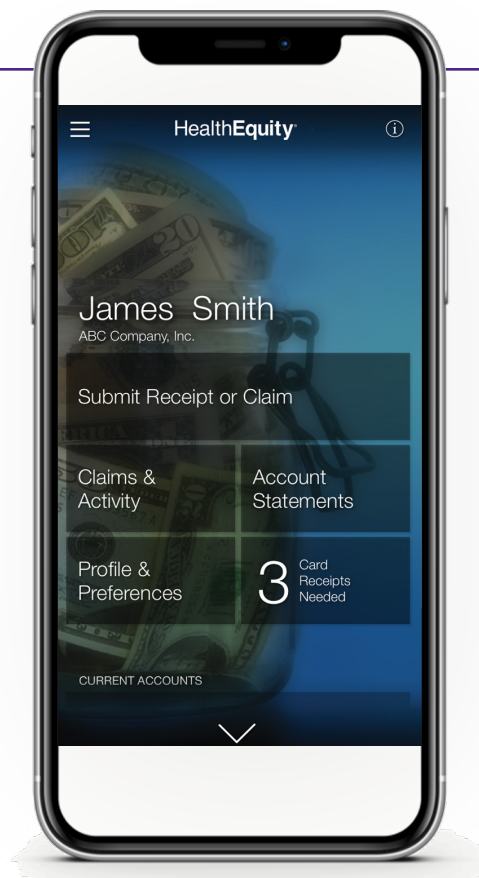 HealthEquity®
James Smith
ABC Company, Inc.
Submit Receipt or Claim
Claims &
Activity
Account
Statements
Profile &
Preferences
3
Card
Receipts
Needed
CURRENT ACCOUNTS